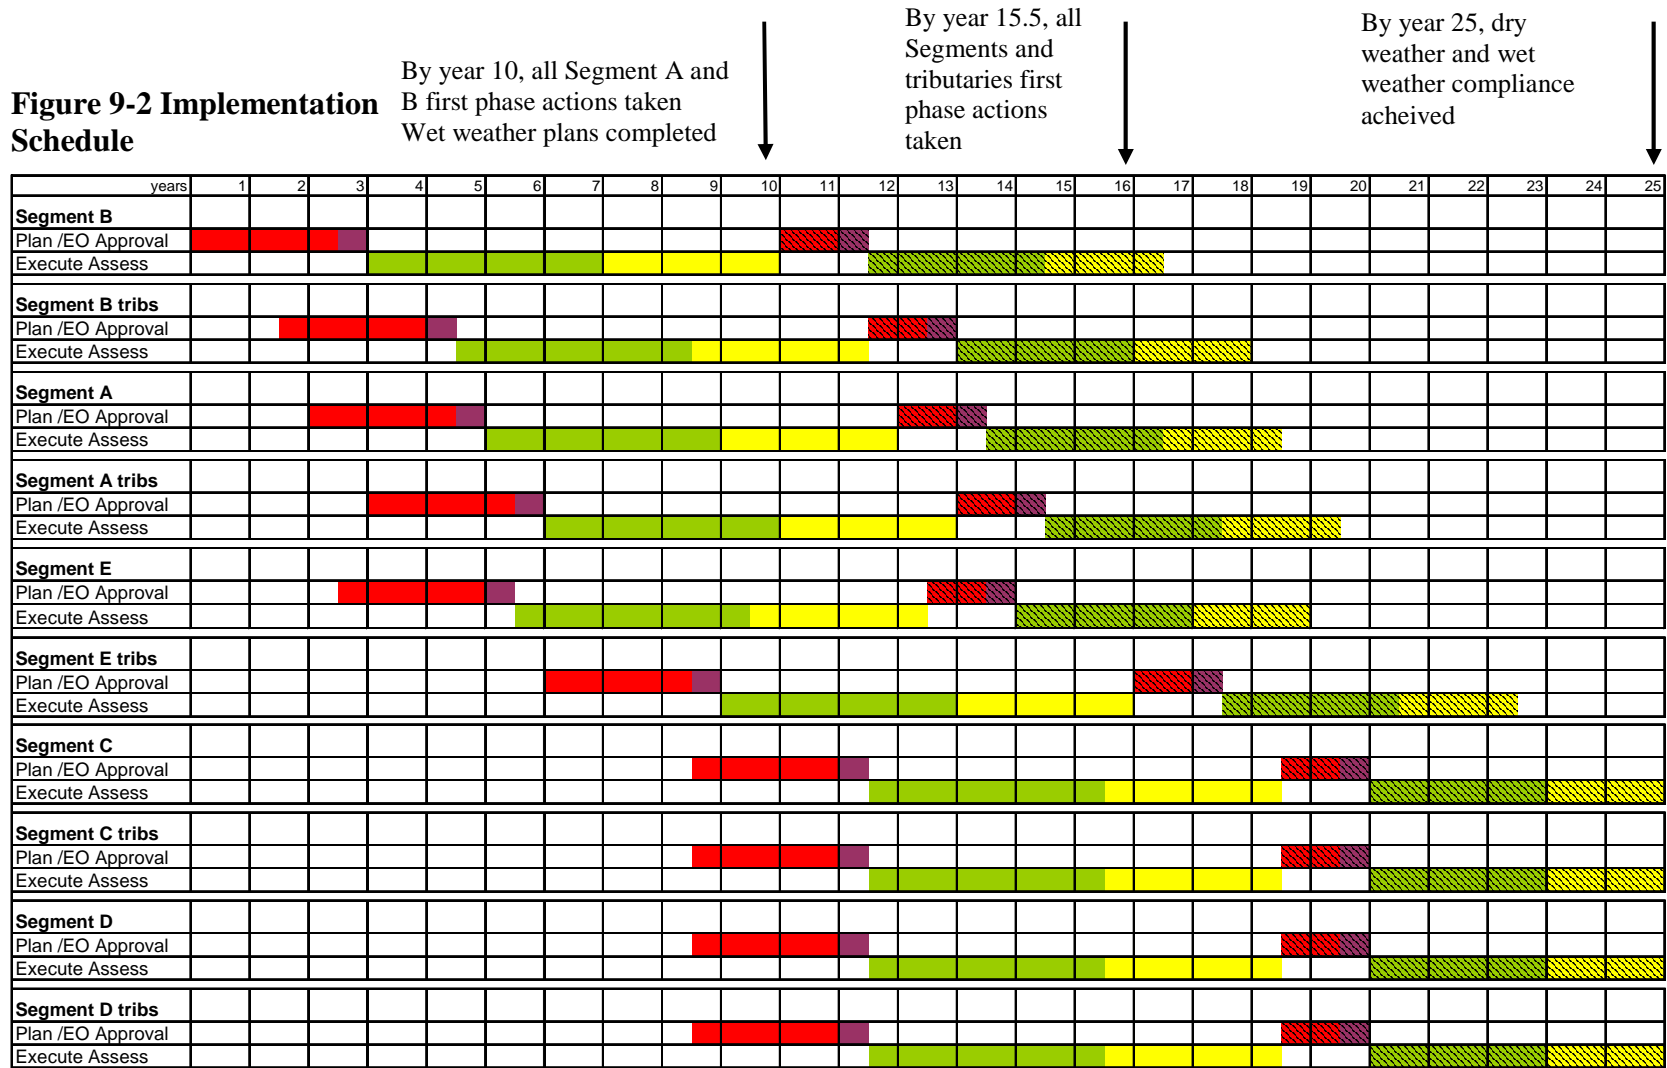 By year 10, all Segment A and
B first phase actions taken
Wet weather plans completed
By year 15.5, all
Segments and
tributaries first
phase actions
taken
By year 25, dry
weather and wet
weather compliance
acheived
Figure 9-2 Implementation
Schedule
years 1 2 3 4 5 6 7 8 9 10 11 12 13 14 15 16 17 18 19 20 21 22 23 24 25
Segment B
Plan /EO Approval
Execute Assess
Segment B tribs
Plan /EO Approval
Execute Assess
Segment A
Plan /EO Approval
Execute Assess
Segment A tribs
Plan /EO Approval
Execute Assess
Segment E
Plan /EO Approval
Execute Assess
Segment E tribs
Plan /EO Approval
Execute Assess
Segment C
Plan /EO Approval
Execute Assess
Segment C tribs
Plan /EO Approval
Execute Assess
Segment D
Plan /EO Approval
Execute Assess
Segment D tribs
Plan /EO Approval
Execute Assess